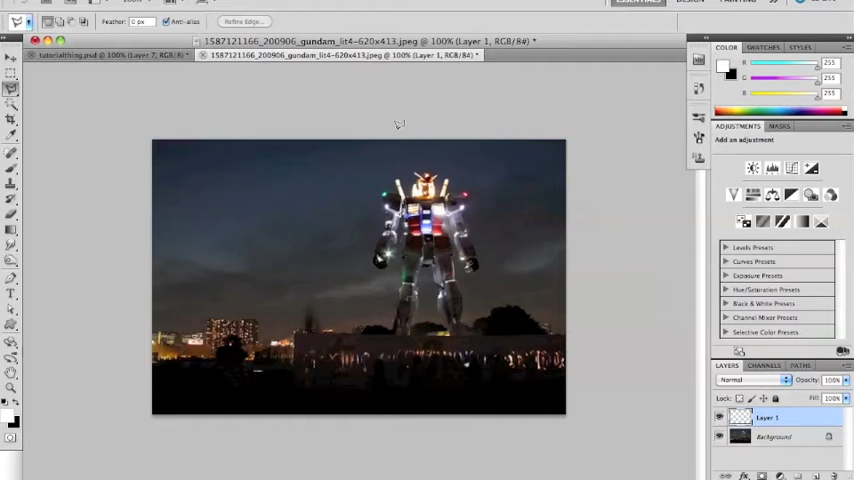 Feather: 0 px Anti-alias Refine Edge...
1587121166_200906_gundam_lit4-620x413.jpeg @ 100% (Layer 1, RGB/8#) *
tutorialthing.psd @ 100% (Layer 7, RGB/8#) *
1587121166_200906_gundam_lit4-620x413.jpeg @ 100% (Layer 1, RGB/8#) *
COLOR SWATCHES STYLES
R 255
G 255
B 255
ADJUSTMENTS MASKS
Add an adjustment
Levels Presets
Curves Presets
Exposure Presets
Hue/Saturation Presets
Black & White Presets
Channel Mixer Presets
Selective Color Presets
LAYERS CHANNELS PATHS
Normal Opacity: 100%
Lock: Fill: 100%
Layer 1
Background